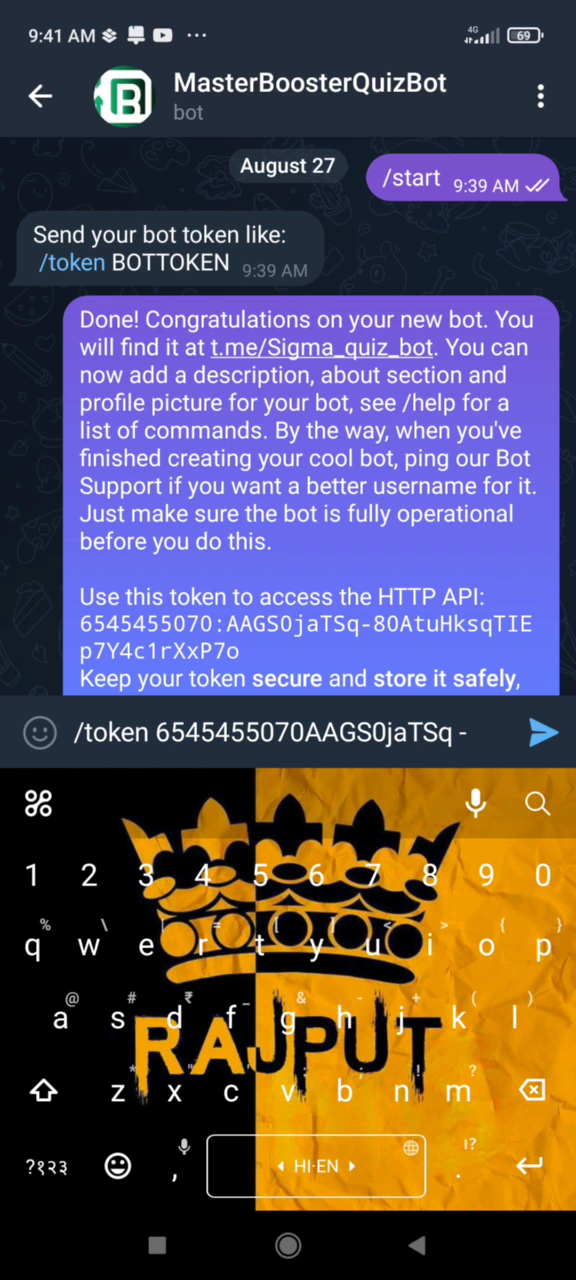 9:41 AM ... 4G 69
MasterBoosterQuizBot
bot
August 27
/start 9:39 AM
Send your bot token like:
/token BOTTOKEN 9:39 AM
Done! Congratulations on your new bot. You
will find it at t.me/Sigma_quiz_bot. You can
now add a description, about section and
profile picture for your bot, see /help for a
list of commands. By the way, when you've
finished creating your cool bot, ping our Bot
Support if you want a better username for it.
Just make sure the bot is fully operational
before you do this.
Use this token to access the HTTP API:
6545455070:AAGS0jaTSq-8OAtuHksqTIE
p7Y4c1rXxP7o
Keep your token secure and store it safely,
/token 6545455070AAGS0jaTSq -
1 2 3 4 5 6 7 8 9 0
q w e r t y u i o p
a s d f g h j k l
RAJPUT
z x c v b n m
?१२३ , HI·EN . !?